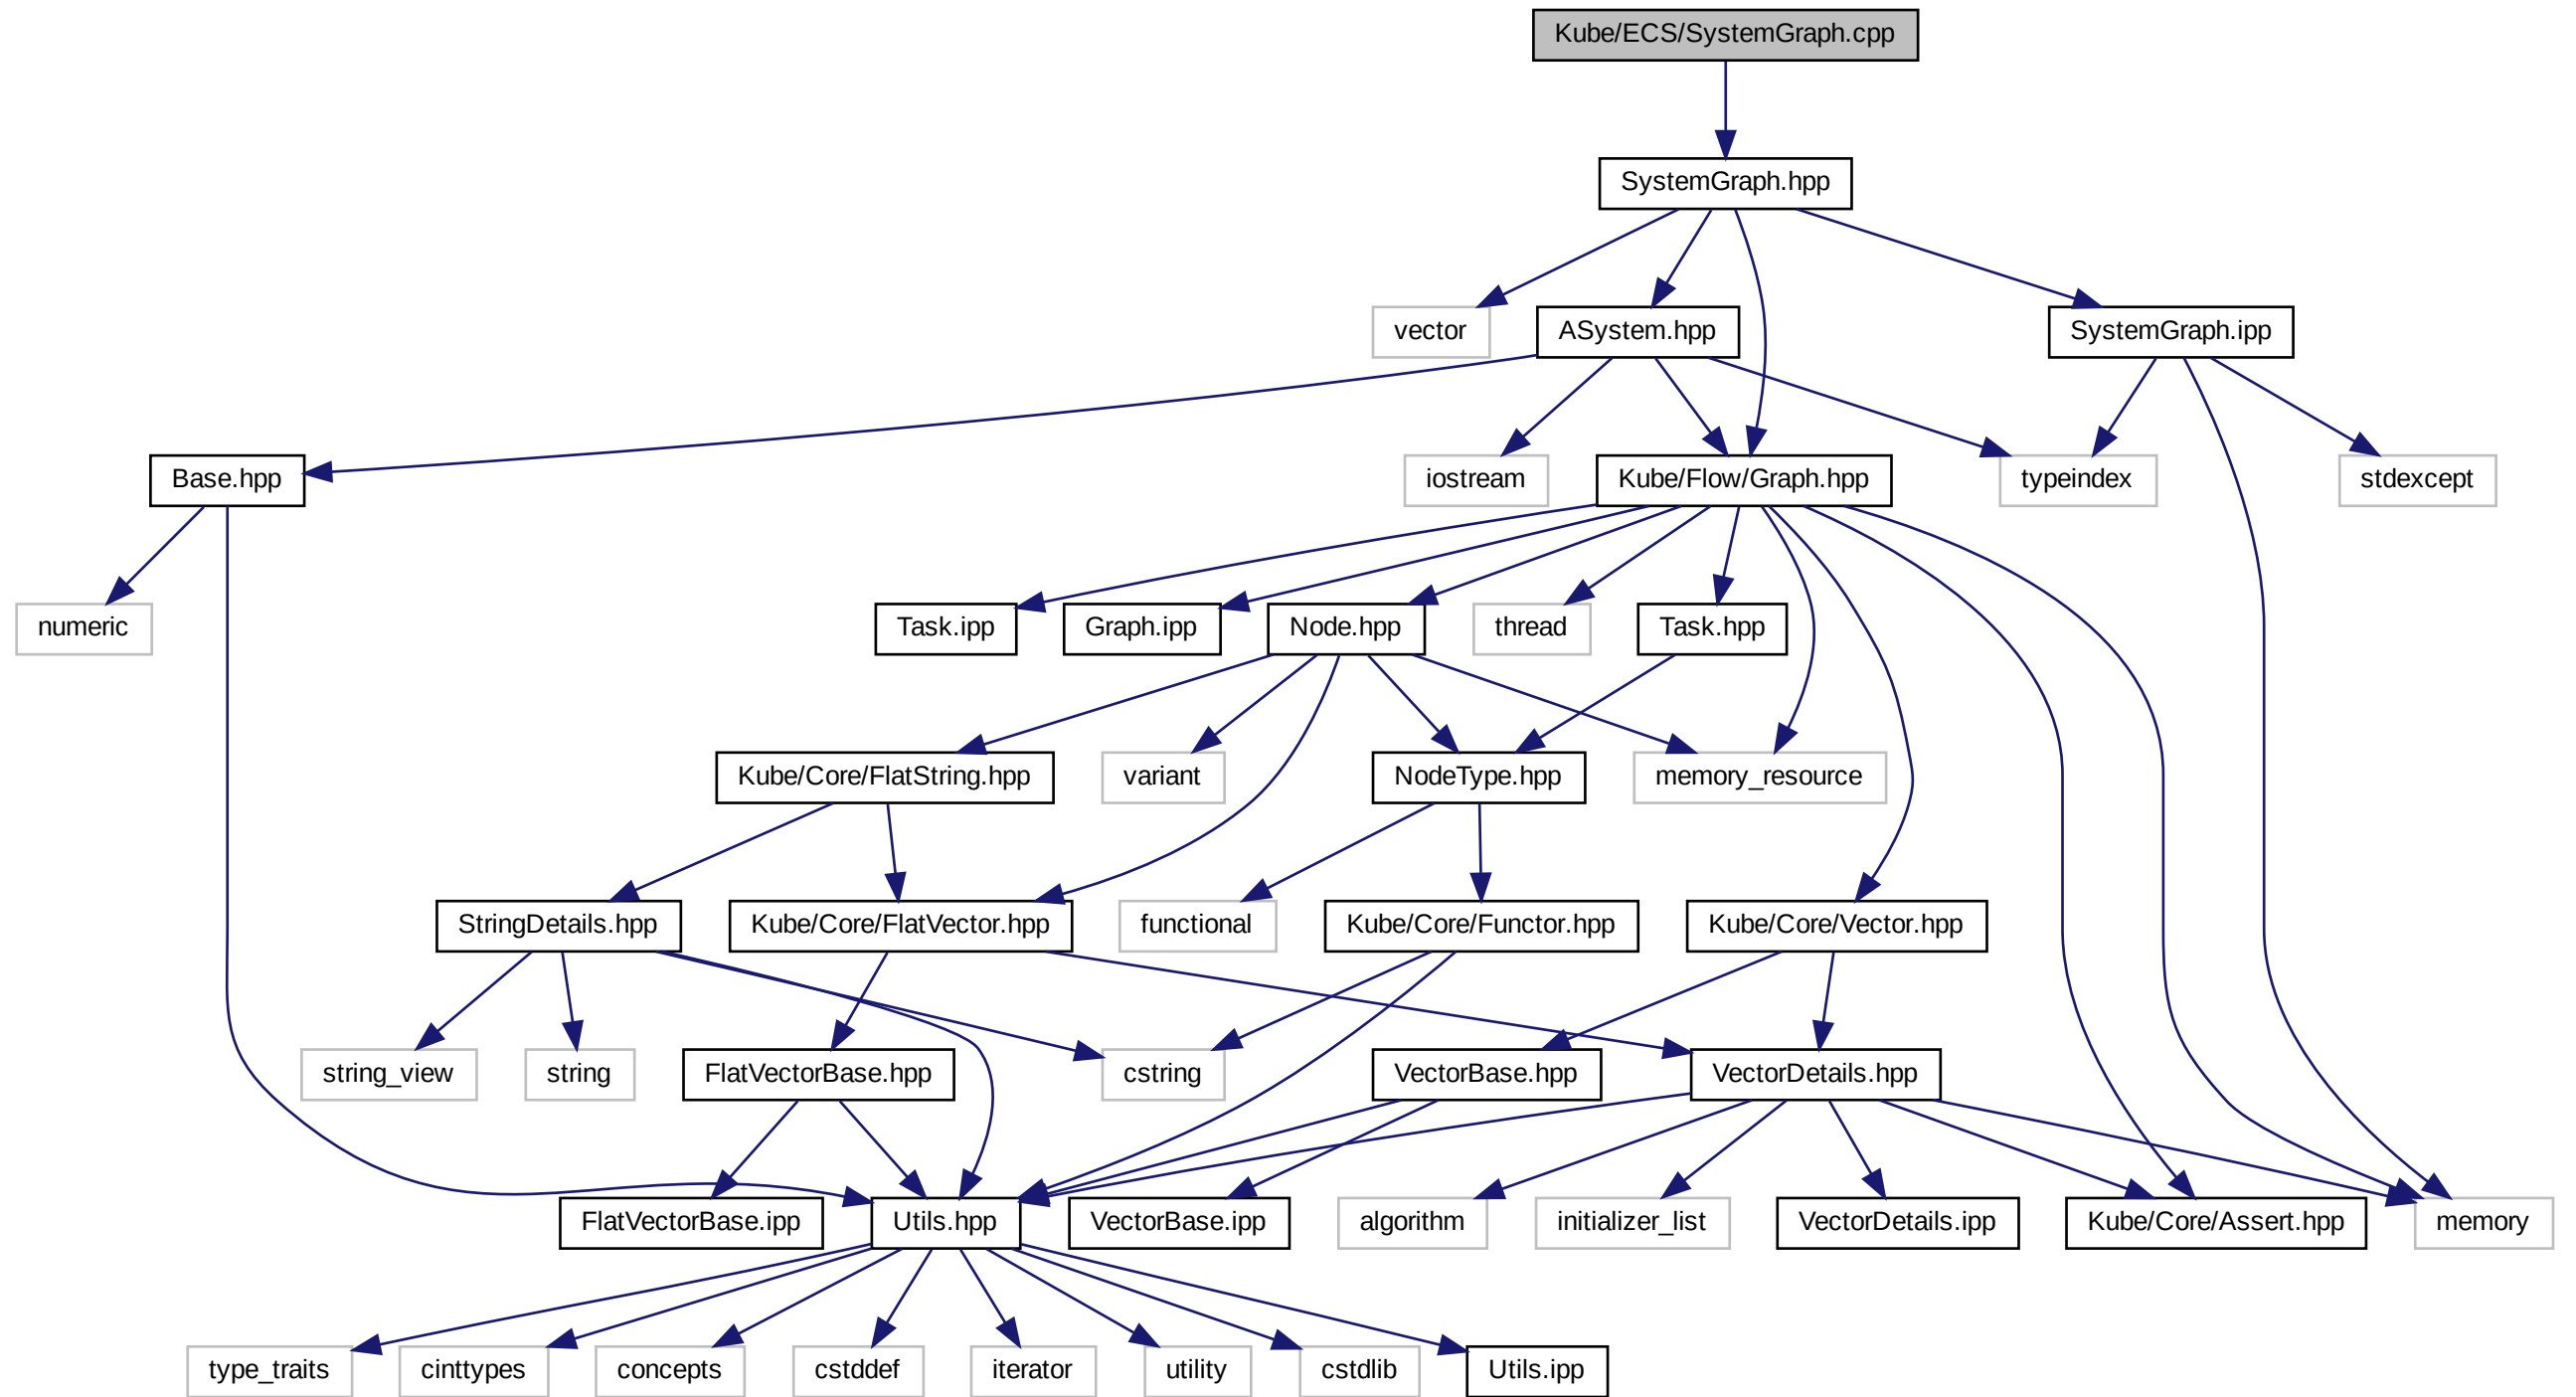 Kube/ECS/SystemGraph.cpp
SystemGraph.hpp
vector
ASystem.hpp
SystemGraph.ipp
Base.hpp
iostream
Kube/Flow/Graph.hpp
typeindex
stdexcept
numeric
Task.ipp
Graph.ipp
Node.hpp
thread
Task.hpp
Kube/Core/FlatString.hpp
variant
NodeType.hpp
memory_resource
StringDetails.hpp
Kube/Core/FlatVector.hpp
functional
Kube/Core/Functor.hpp
Kube/Core/Vector.hpp
string_view
string
FlatVectorBase.hpp
cstring
VectorBase.hpp
VectorDetails.hpp
FlatVectorBase.ipp
Utils.hpp
VectorBase.ipp
algorithm
initializer_list
VectorDetails.ipp
Kube/Core/Assert.hpp
memory
type_traits
cinttypes
concepts
cstddef
iterator
utility
cstdlib
Utils.ipp